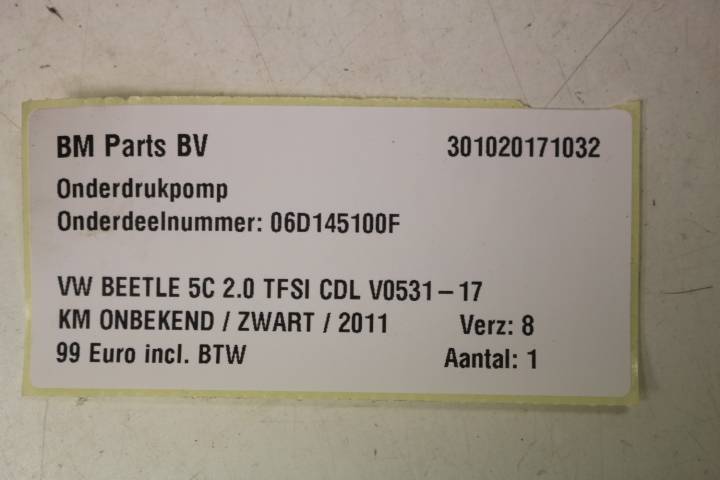 BM Parts BV 301020171032
Onderdrukpomp
Onderdeelnummer: 06D145100F
VW BEETLE 5C 2.0 TFSI CDL V0531-17
KM ONBEKEND / ZWART / 2011 Verz: 8
99 Euro incl. BTW Aantal: 1